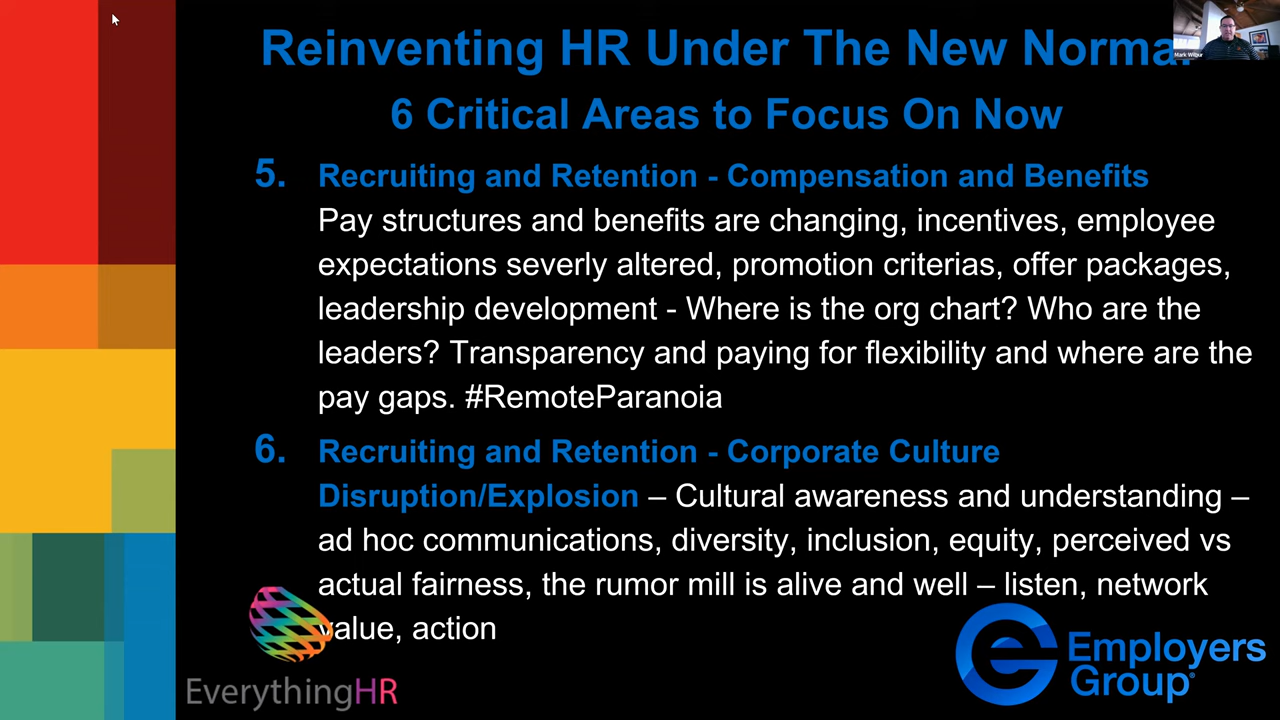 Reinventing HR Under The New Norma
6 Critical Areas to Focus On Now
5. Recruiting and Retention - Compensation and Benefits
Pay structures and benefits are changing, incentives, employee
expectations severly altered, promotion criterias, offer packages,
leadership development - Where is the org chart? Who are the
leaders? Transparency and paying for flexibility and where are the
pay gaps. #RemoteParanoia
6. Recruiting and Retention - Corporate Culture
Disruption/Explosion – Cultural awareness and understanding –
ad hoc communications, diversity, inclusion, equity, perceived vs
actual fairness, the rumor mill is alive and well – listen, network
value, action
EverythingHR
Employers
Group®
Mark Wilbur